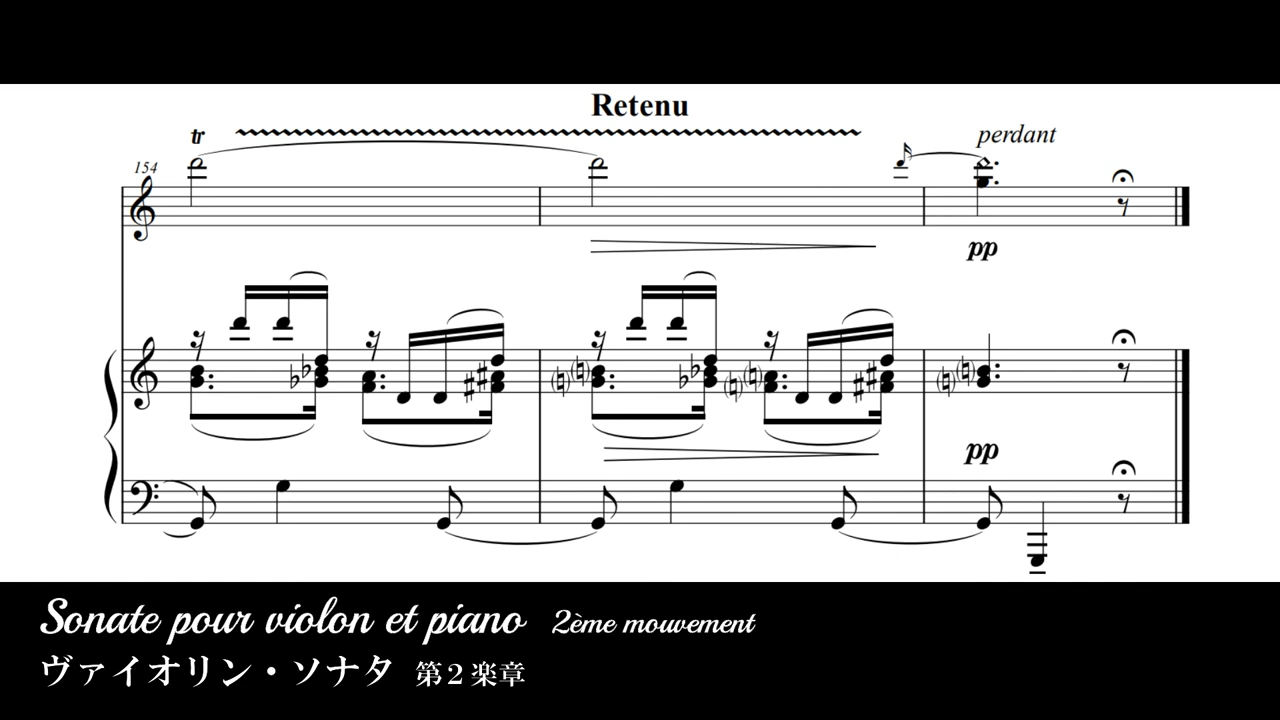 Retenu
tr
perdant
154
pp
pp
Sonate pour violon et piano 2ème mouvement
ヴァイオリン・ソナタ 第２楽章